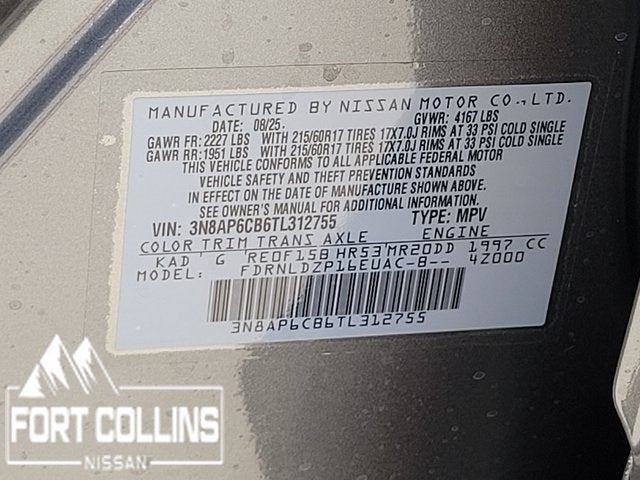 MANUFACTURED BY NISSAN MOTOR CO., LTD.
DATE: 08/25. GVWR: 4167 LBS
GAWR FR: 2227 LBS WITH 215/60R17 TIRES 17X7.0J RIMS AT 33 PSI COLD SINGLE
GAWR RR: 1951 LBS WITH 215/60R17 TIRES 17X7.0J RIMS AT 33 PSI COLD SINGLE
THIS VEHICLE CONFORMS TO ALL APPLICABLE FEDERAL MOTOR
VEHICLE SAFETY AND THEFT PREVENTION STANDARDS
IN EFFECT ON THE DATE OF MANUFACTURE SHOWN ABOVE.
SEE OWNER'S MANUAL FOR ADDITIONAL INFORMATION.
VIN: 3N8AP6CB6TL312755 TYPE: MPV
COLOR TRIM TRANS AXLE ENGINE
KAD G RE0F15B HR53 MR20DD 1997 CC
MODEL: FDRNLDZP16EUAC-B-- 4Z000
3N8AP6CB6TL312755
FORT COLLINS
NISSAN